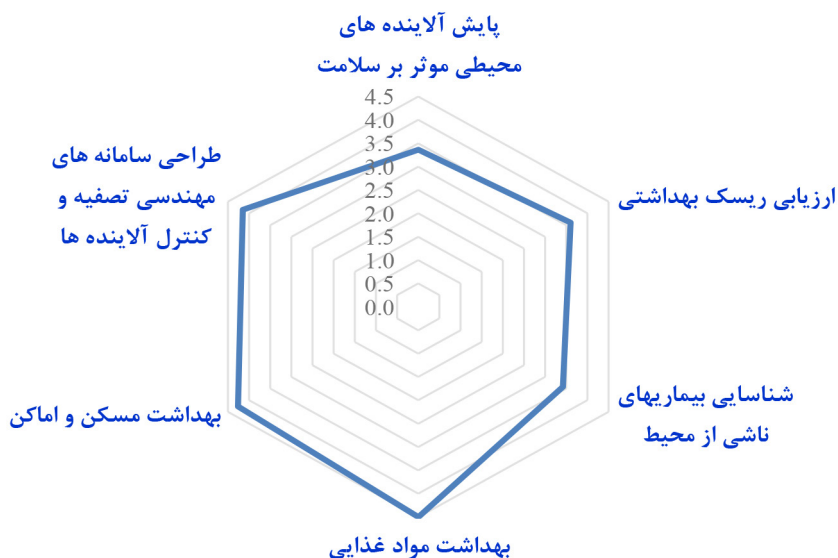 پایش آلاینده های
محیطی موثر بر سلامت
4.5
4.0
3.5
3.0
2.5
2.0
1.5
1.0
0.5
0.0
ارزیابی ریسک بهداشتی
شناسایی بیماریهای
ناشی از محیط
بهداشت مواد غذایی
بهداشت مسکن و اماکن
طراحی سامانه های
مهندسی تصفیه و
کنترل آلاینده ها